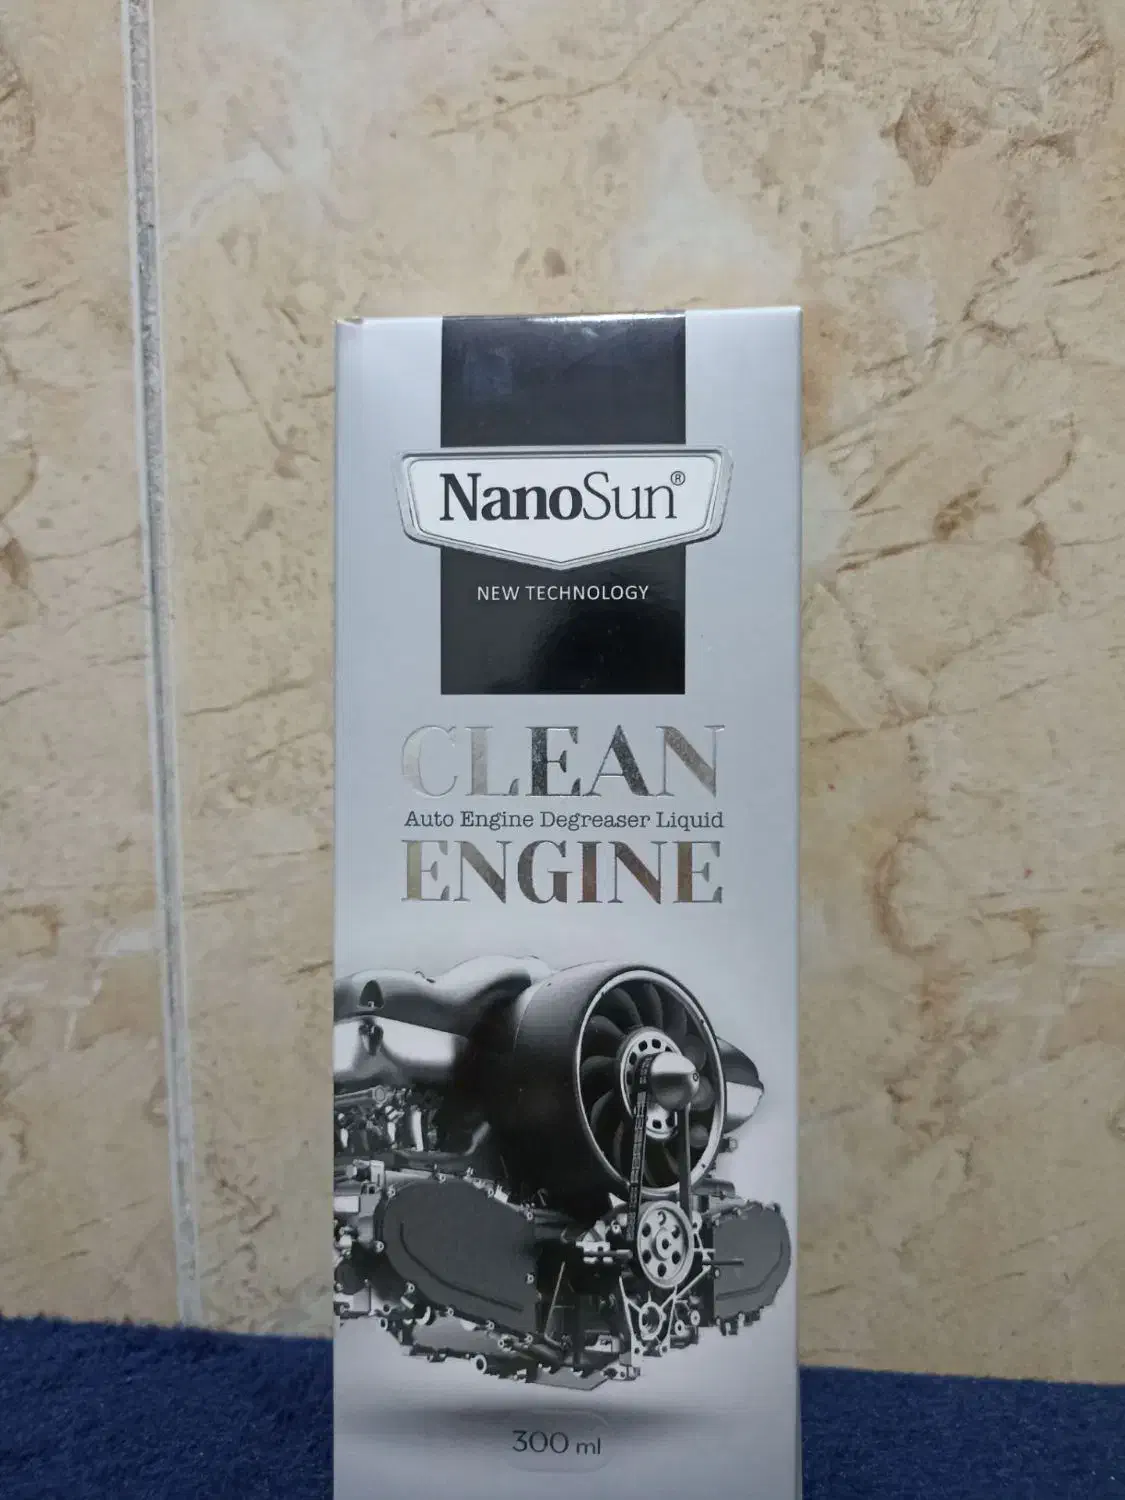 NanoSun®
NEW TECHNOLOGY
CLEAN
Auto Engine Degreaser Liquid
ENGINE
300 ml